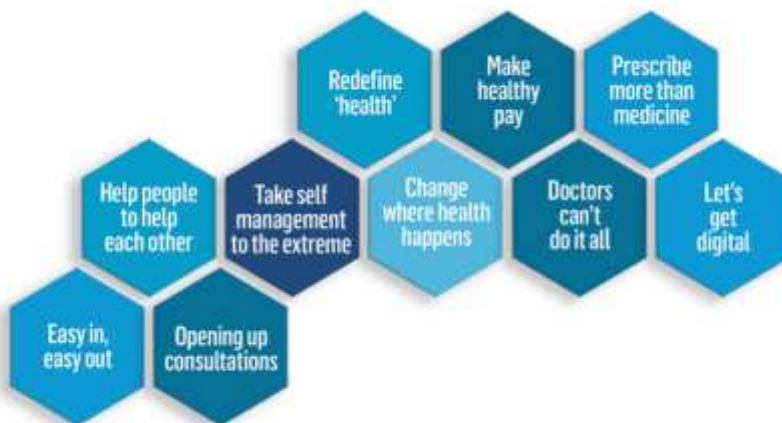 Redefine
'health'
Make
healthy
pay
Prescribe
more than
medicine
Help people
to help
each other
Take self
management
to the extreme
Change
where health
happens
Doctors
can't
do it all
Let's
get
digital
Easy in,
easy out
Opening up
consultations